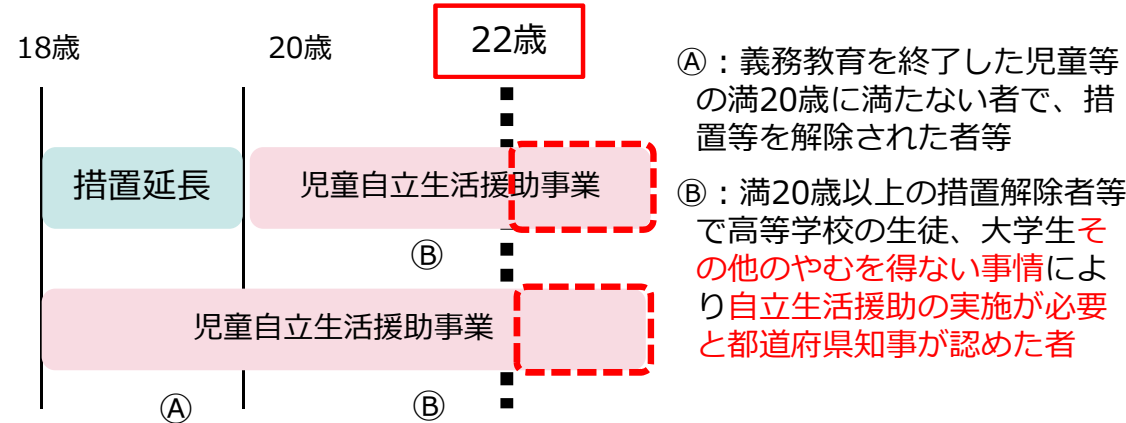 18歳
20歳
22歳
措置延長
児童自立生活援助事業
Ⓑ
児童自立生活援助事業
Ⓐ
Ⓑ
Ⓐ：義務教育を終了した児童等
の満20歳に満たない者で、措
置等を解除された者等
Ⓑ：満20歳以上の措置解除者等
で高等学校の生徒、大学生そ
の他のやむを得ない事情によ
り自立生活援助の実施が必要
と都道府県知事が認めた者